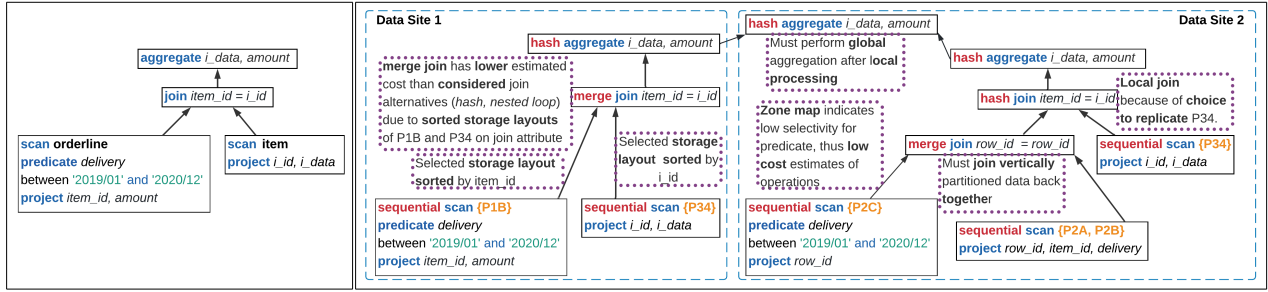 aggregate i_data, amount
join item_id = i_id
scan orderline
predicate delivery
between '2019/01' and '2020/12'
project item_id, amount
scan item
project i_id, i_data
Data Site 1
hash aggregate i_data, amount
merge join has lower estimated
cost than considered join
alternatives (hash, nested loop)
due to sorted storage layouts
of P1B and P34 on join attribute
merge join item_id = i_id
Selected storage layout
sorted by item_id
Selected storage
layout sorted by
i_id
sequential scan {P1B}
predicate delivery
between '2019/01' and '2020/12'
project item_id, amount
sequential scan {P34}
project i_id, i_data
Data Site 2
hash aggregate i_data, amount
Must perform global
aggregation after local
processing
hash aggregate i_data, amount
hash join item_id = i_id
Local join
because of choice
to replicate P34.
Zone map indicates
low selectivity for
predicate, thus low
cost estimates of
operations
merge join row_id = row_id
Must join vertically
partitioned data back
together
sequential scan {P34}
project i_id, i_data
sequential scan {P2C}
predicate delivery
between '2019/01' and '2020/12'
project row_id
sequential scan {P2A, P2B}
project row_id, item_id, delivery